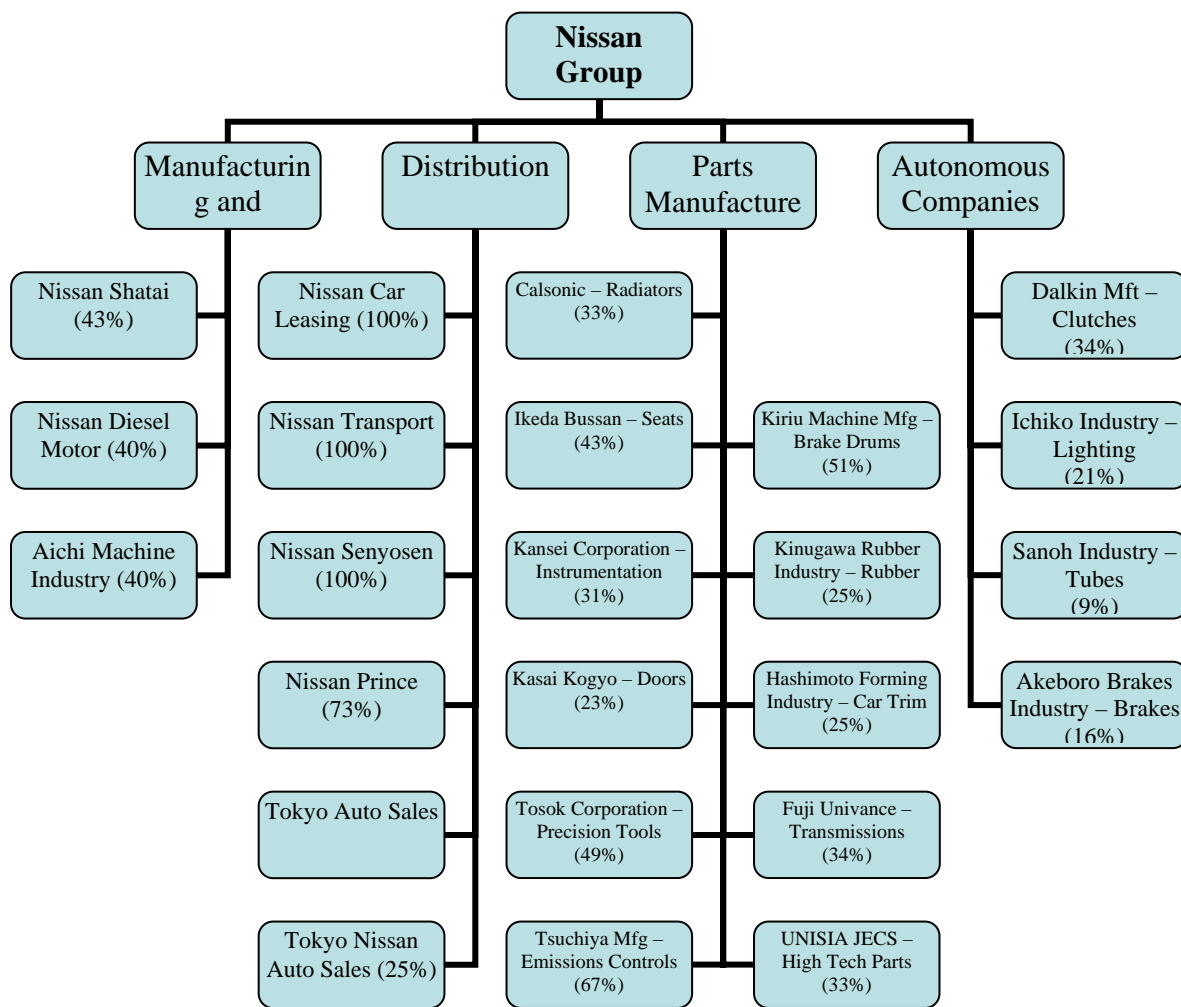 Nissan
Group
Manufacturin
g and
Distribution
Parts
Manufacture
Autonomous
Companies
Nissan Shatai
(43%)
Nissan Diesel
Motor (40%)
Aichi Machine
Industry (40%)
Nissan Car
Leasing (100%)
Nissan Transport
(100%)
Nissan Senyosen
(100%)
Nissan Prince
(73%)
Tokyo Auto Sales
Tokyo Nissan
Auto Sales (25%)
Calsonic – Radiators
(33%)
Ikeda Bussan – Seats
(43%)
Kansei Corporation –
Instrumentation
(31%)
Kasai Kogyo – Doors
(23%)
Tosok Corporation –
Precision Tools
(49%)
Tsuchiya Mfg –
Emissions Controls
(67%)
Kiriu Machine Mfg –
Brake Drums
(51%)
Kinugawa Rubber
Industry – Rubber
(25%)
Hashimoto Forming
Industry – Car Trim
(25%)
Fuji Univance –
Transmissions
(34%)
UNISIA JECS –
High Tech Parts
(33%)
Dalkin Mft –
Clutches
(34%)
Ichiko Industry –
Lighting
(21%)
Sanoh Industry –
Tubes
(9%)
Akeboro Brakes
Industry – Brakes
(16%)